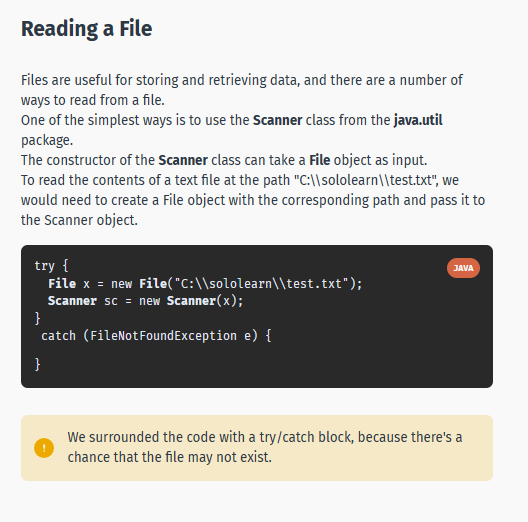 Reading a File
Files are useful for storing and retrieving data, and there are a number of
ways to read from a file.
One of the simplest ways is to use the Scanner class from the java.util
package.
The constructor of the Scanner class can take a File object as input.
To read the contents of a text file at the path "C:\\sololearn\\test.txt", we
would need to create a File object with the corresponding path and pass it to
the Scanner object.
JAVA
try {
  File x = new File("C:\\sololearn\\test.txt");
  Scanner sc = new Scanner(x);
}
 catch (FileNotFoundException e) {
}
!
We surrounded the code with a try/catch block, because there's a
chance that the file may not exist.